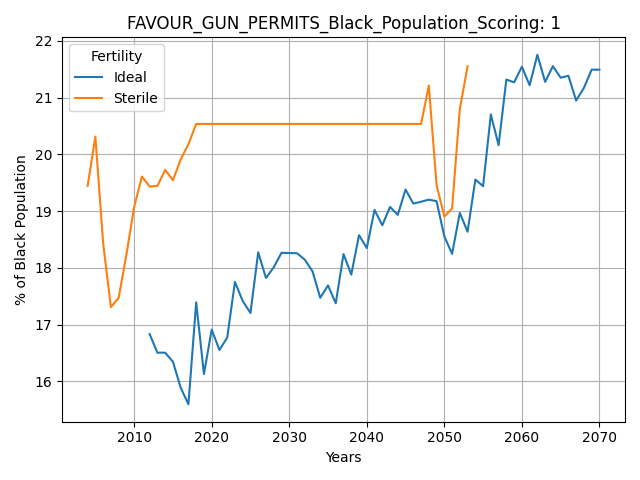 FAVOUR_GUN_PERMITS_Black_Population_Scoring: 1
Fertility
Ideal
Sterile
% of Black Population
22
21
20
19
18
17
16
2010 2020 2030 2040 2050 2060 2070
Years